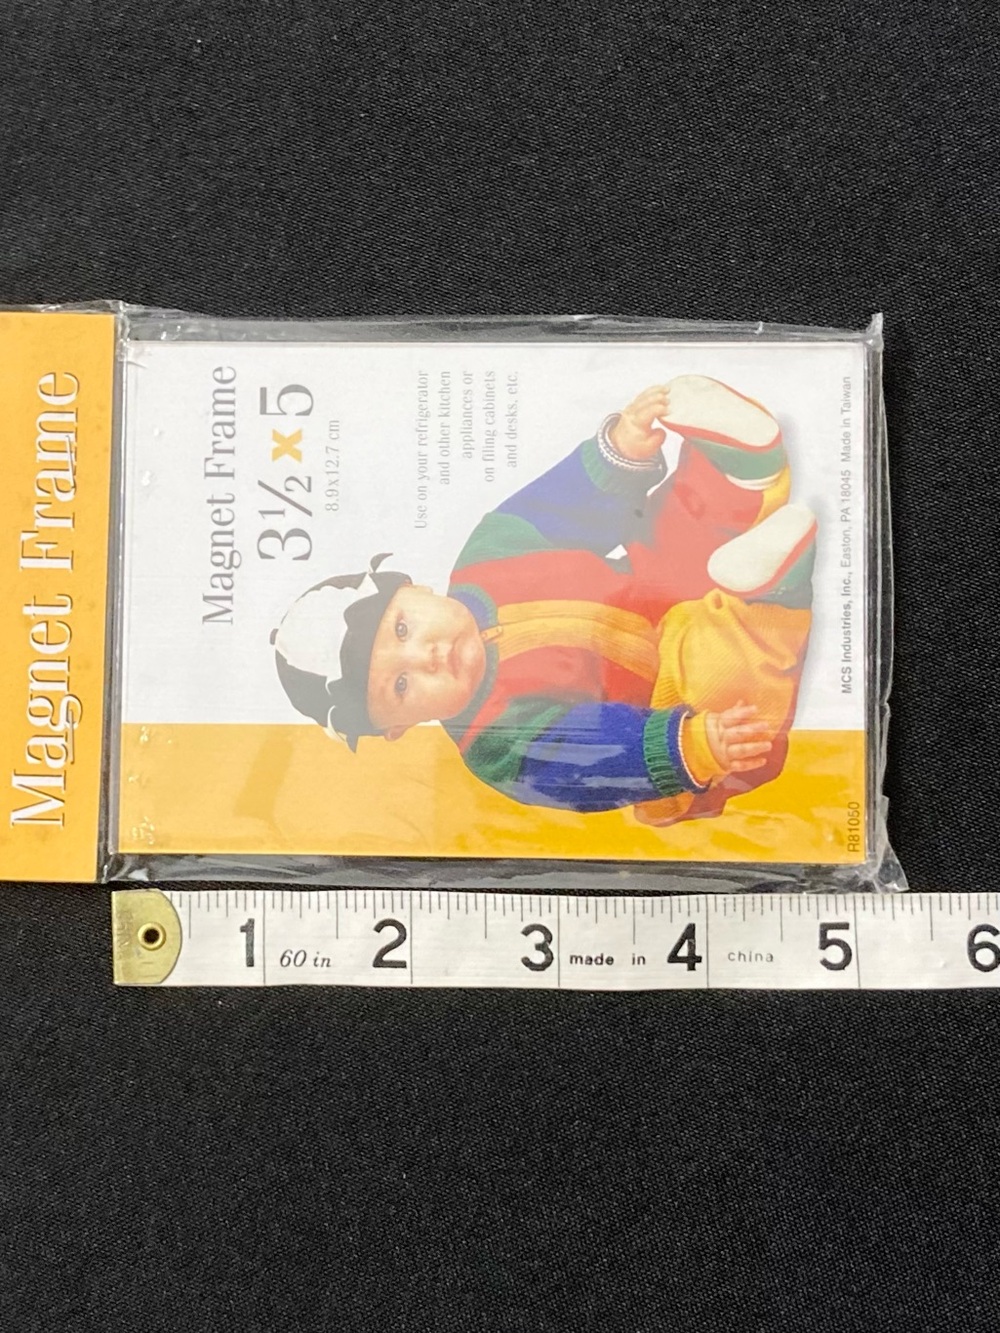 Magnet Frame
Magnet Frame
3½ x 5
8.9x12.7 cm
Use on your refrigerator
and other kitchen
appliances or
on filing cabinets
and desks, etc.
MCS Industries, Inc., Easton, PA 18045 Made in Taiwan
R81050
1 60 in 2 3 made in 4 china 5 6